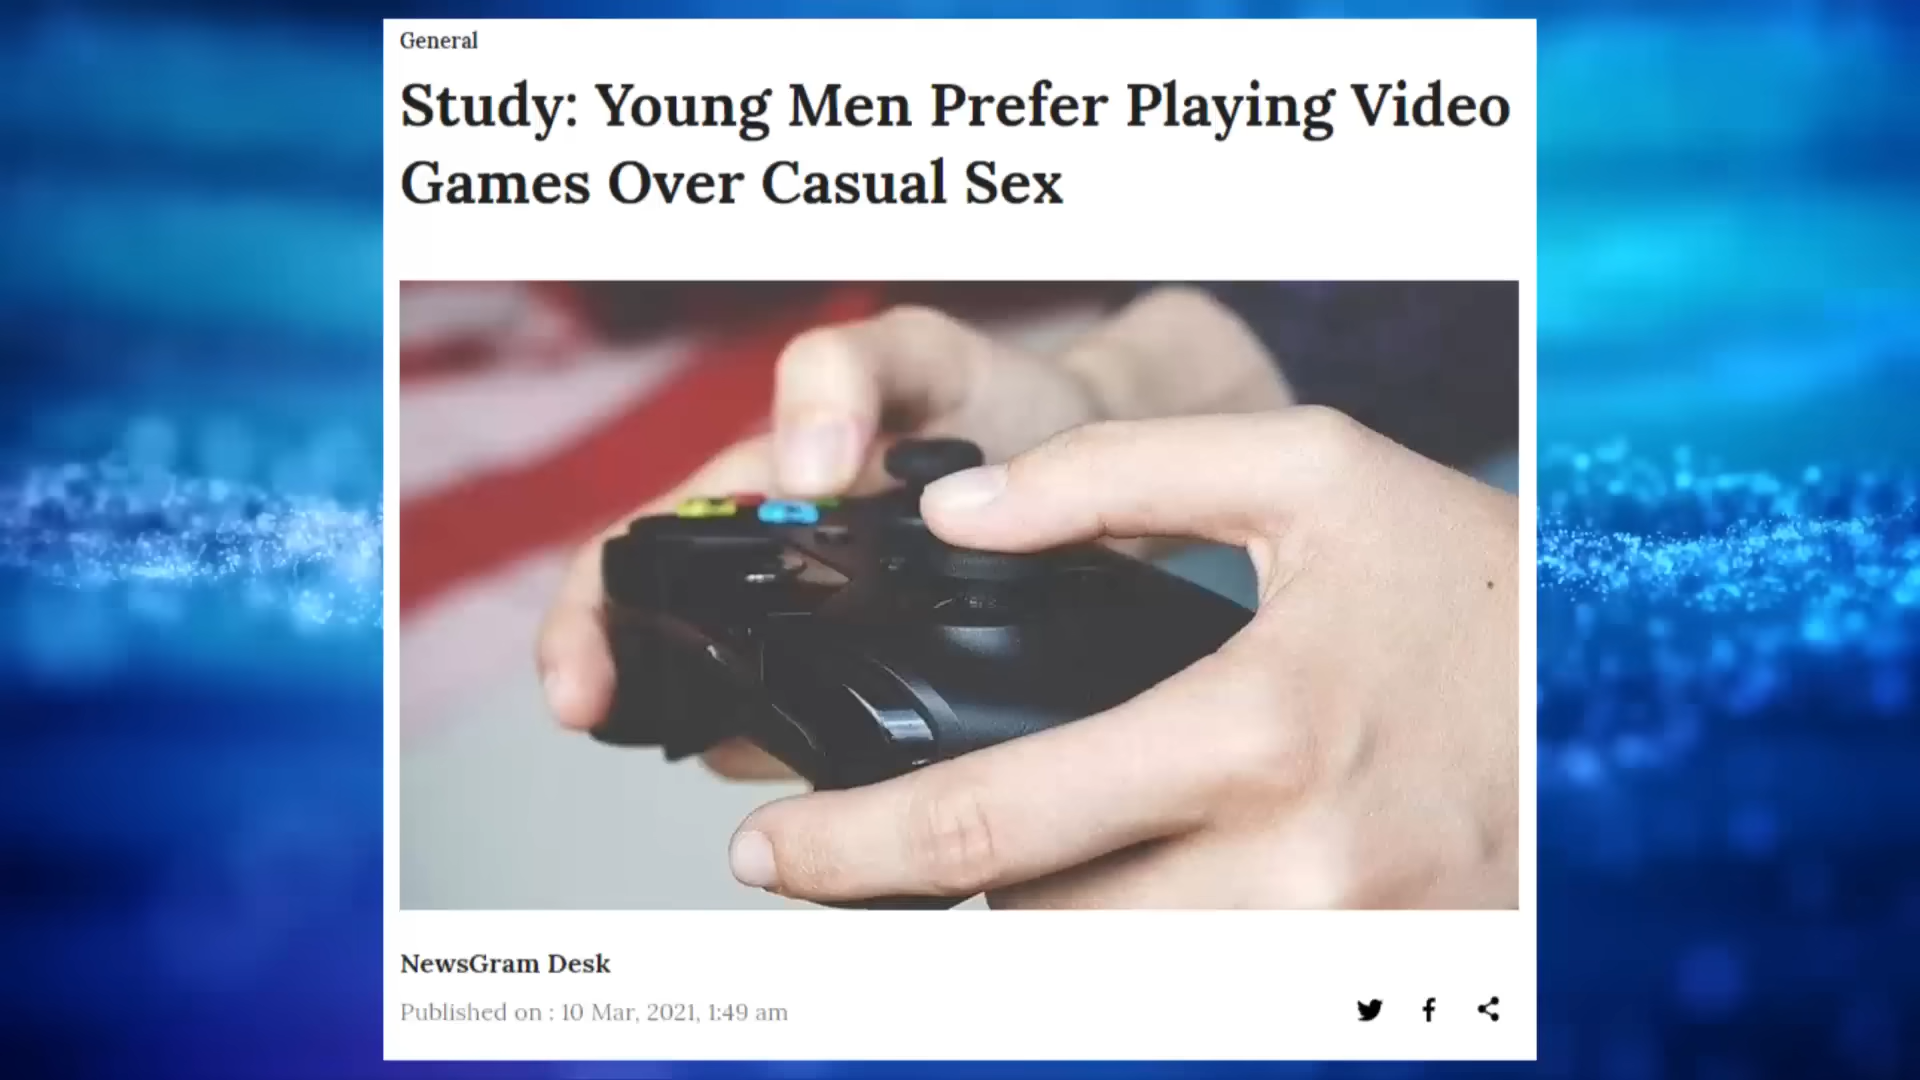 General
Study: Young Men Prefer Playing Video
Games Over Casual Sex
NewsGram Desk
Published on : 10 Mar, 2021, 1:49 am